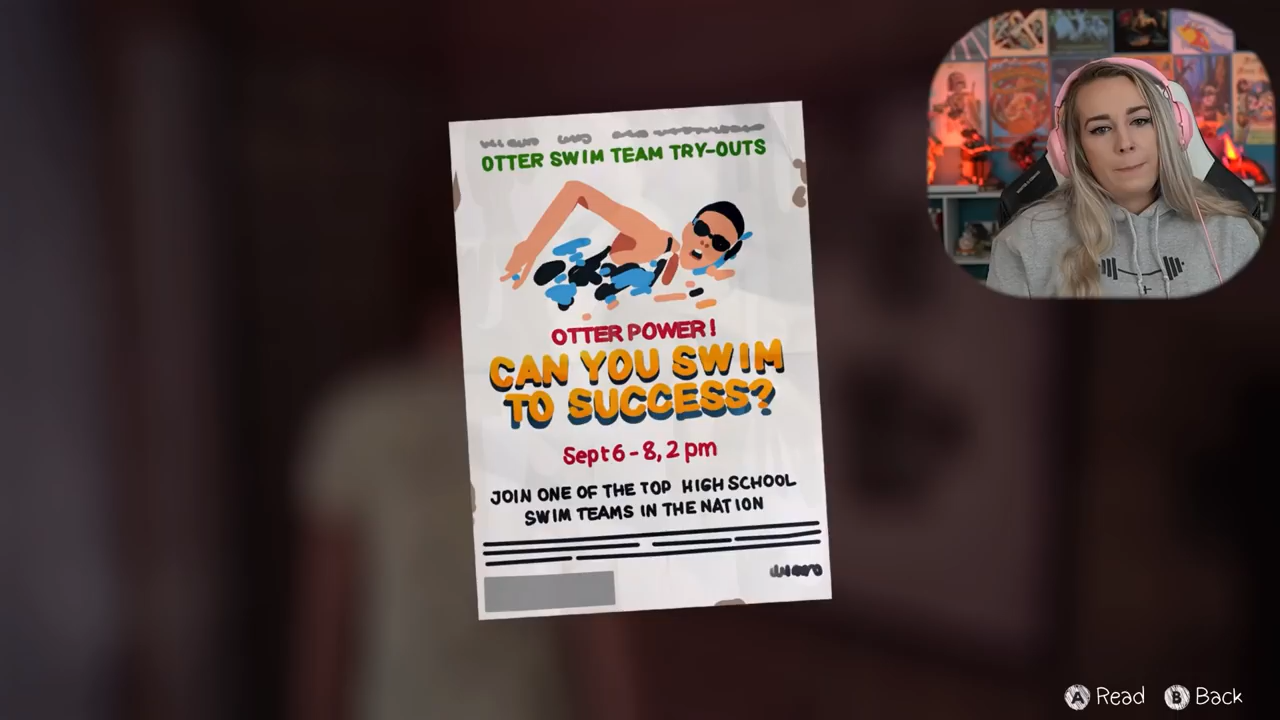 OTTER SWIM TEAM TRY-OUTS
OTTER POWER!
CAN YOU SWIM
TO SUCCESS?
Sept 6 - 8, 2 pm
JOIN ONE OF THE TOP HIGH SCHOOL
SWIM TEAMS IN THE NATION
A Read B Back